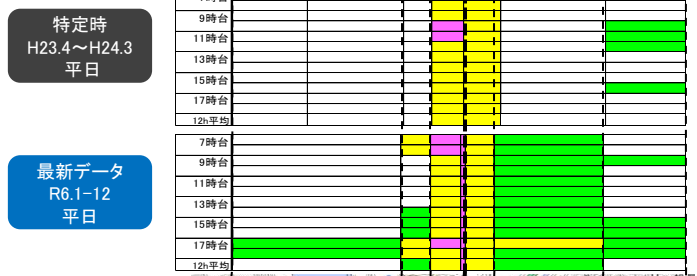 特定時
H23.4～H24.3
平日
9時台
11時台
13時台
15時台
17時台
12h平均
最新データ
R6.1-12
平日
7時台
9時台
11時台
13時台
15時台
17時台
12h平均